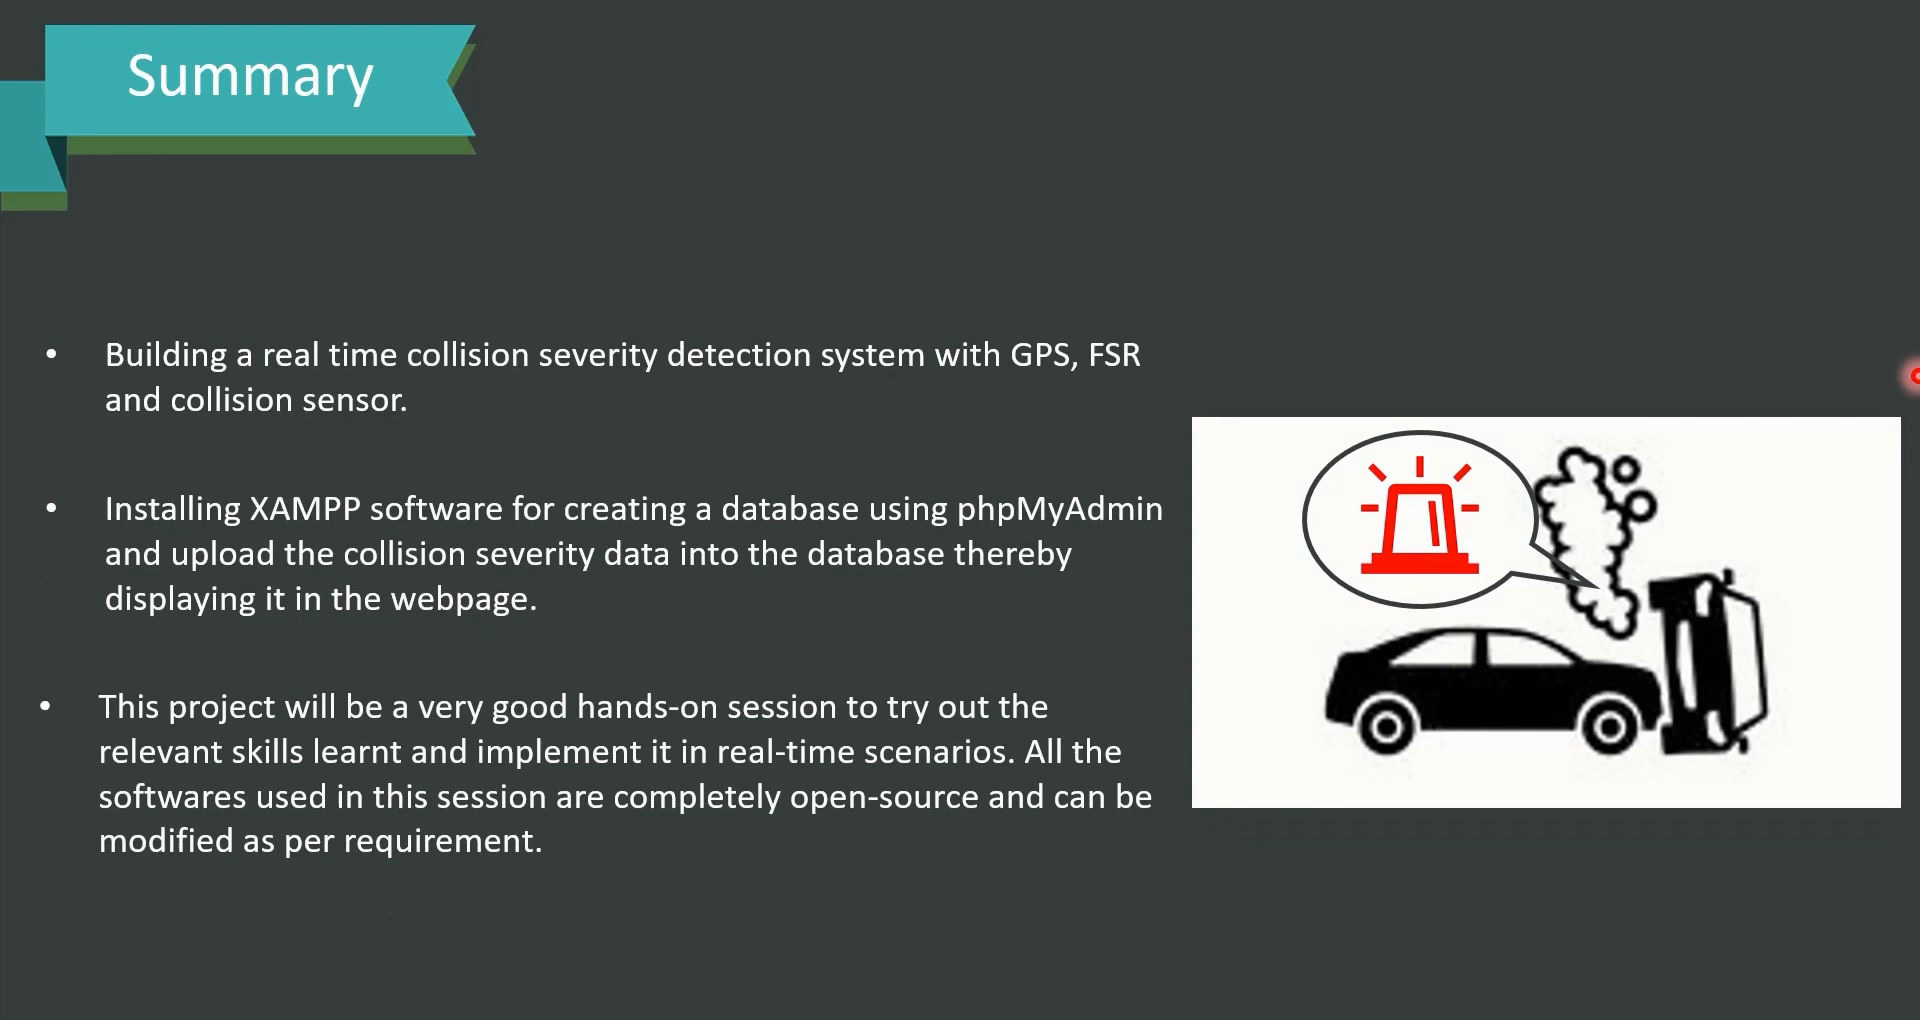 Summary
• Building a real time collision severity detection system with GPS, FSR
and collision sensor.
• Installing XAMPP software for creating a database using phpMyAdmin
and upload the collision severity data into the database thereby
displaying it in the webpage.
• This project will be a very good hands-on session to try out the
relevant skills learnt and implement it in real-time scenarios. All the
softwares used in this session are completely open-source and can be
modified as per requirement.